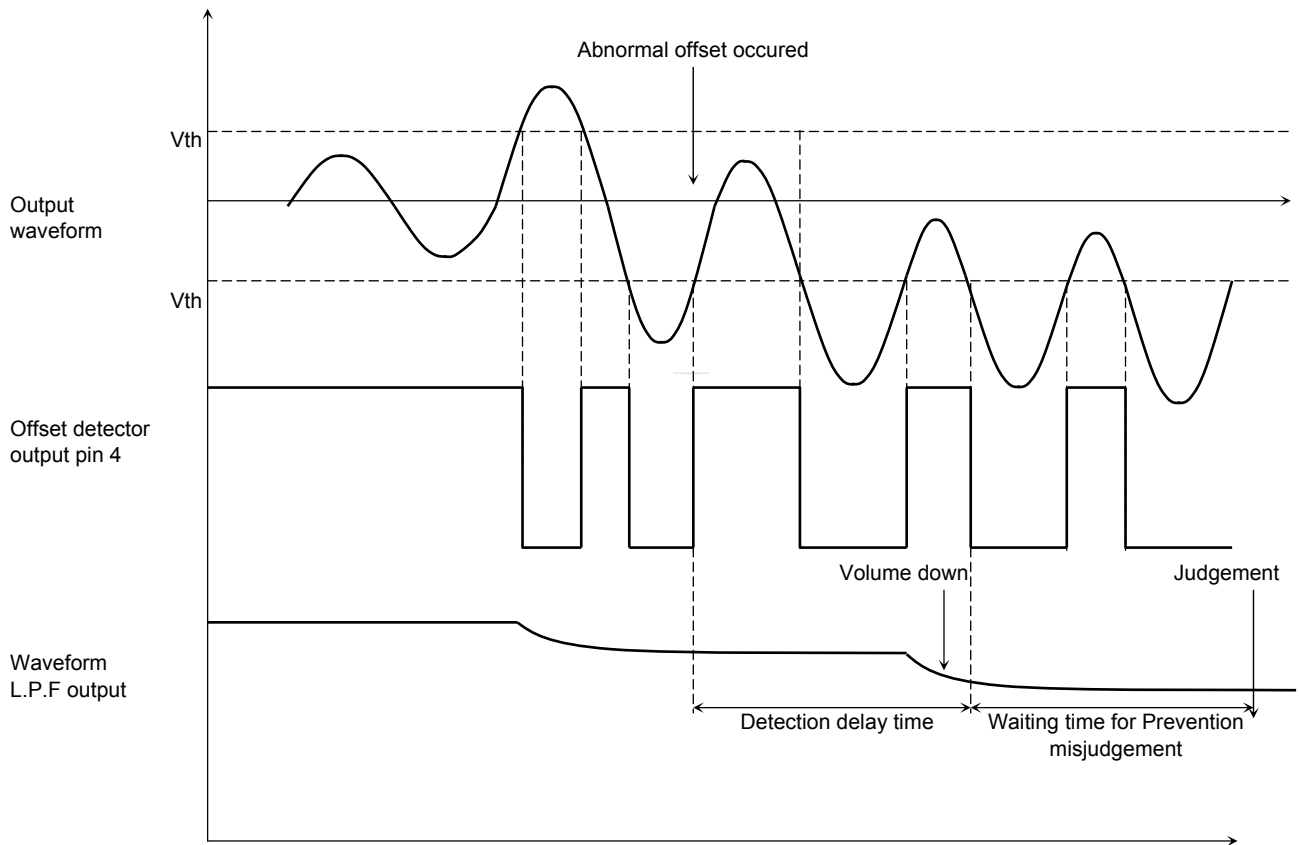 Abnormal offset occured
Vth
Output
waveform
Vth
Offset detector
output pin 4
Volume down
Judgement
Waveform
L.P.F output
Detection delay time
Waiting time for Prevention
misjudgement